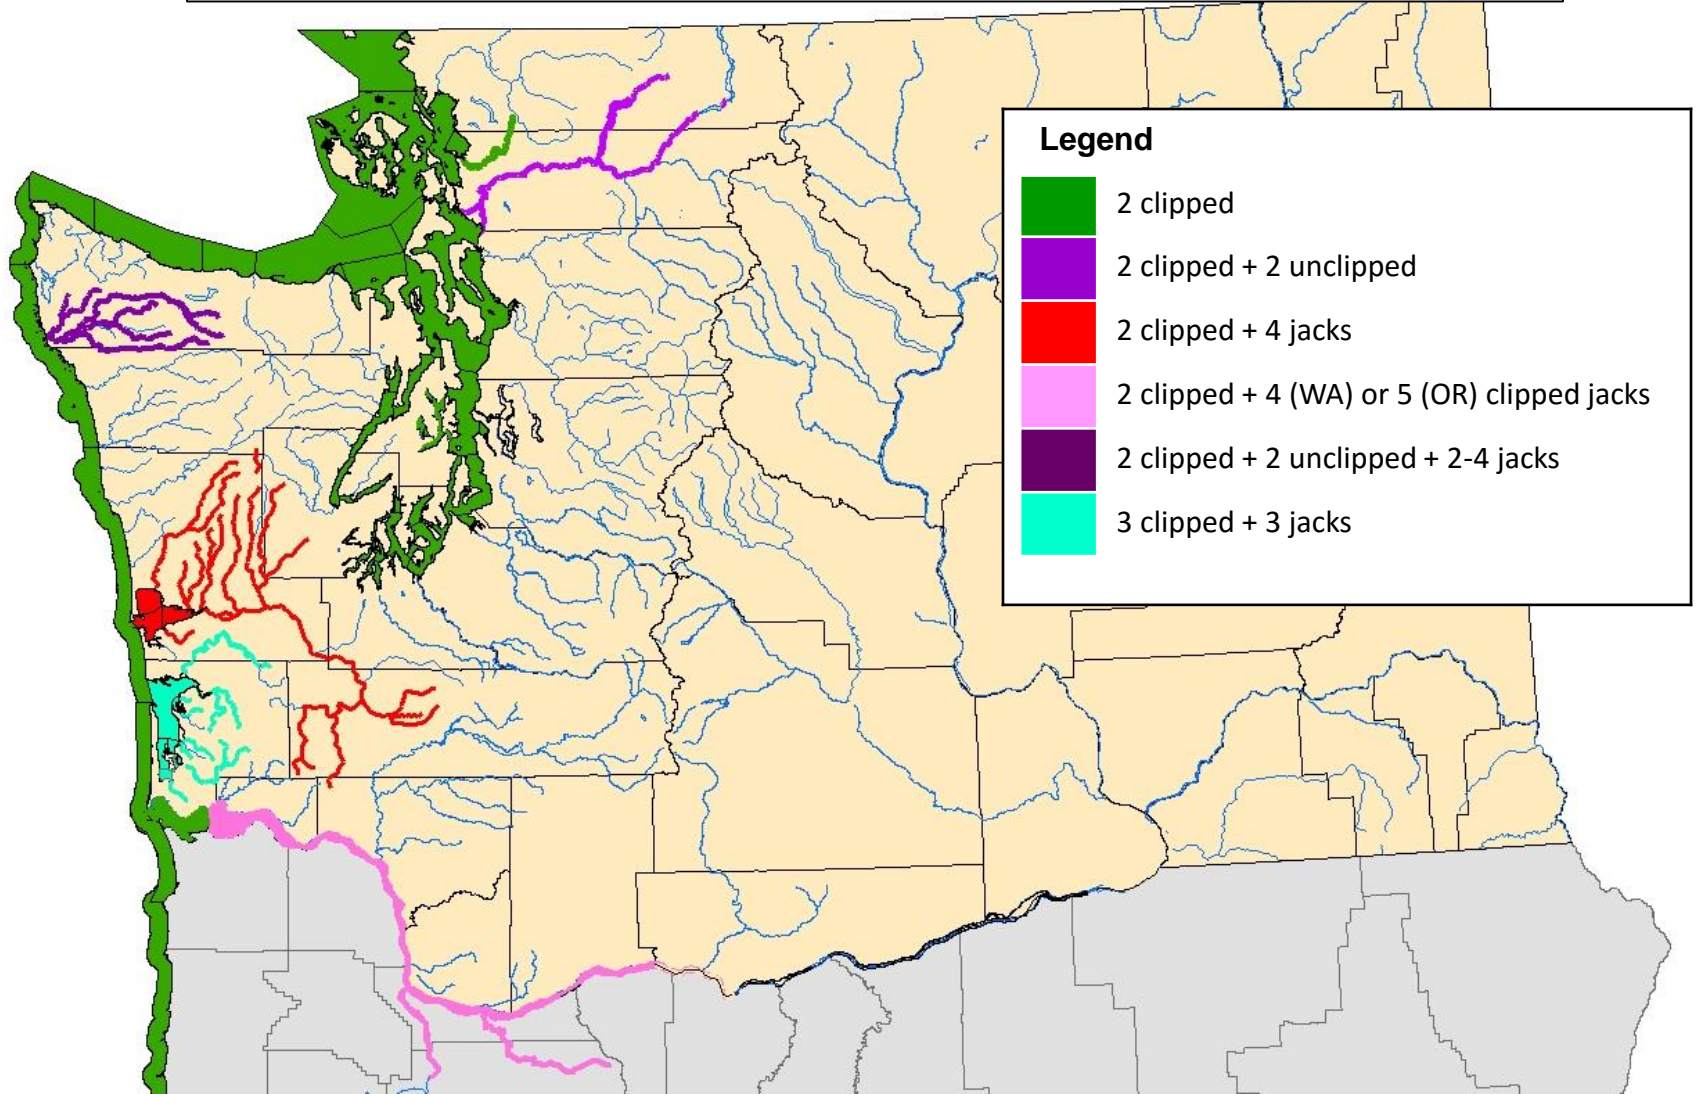 Legend
2 clipped
2 clipped + 2 unclipped
2 clipped + 4 jacks
2 clipped + 4 (WA) or 5 (OR) clipped jacks
2 clipped + 2 unclipped + 2-4 jacks
3 clipped + 3 jacks